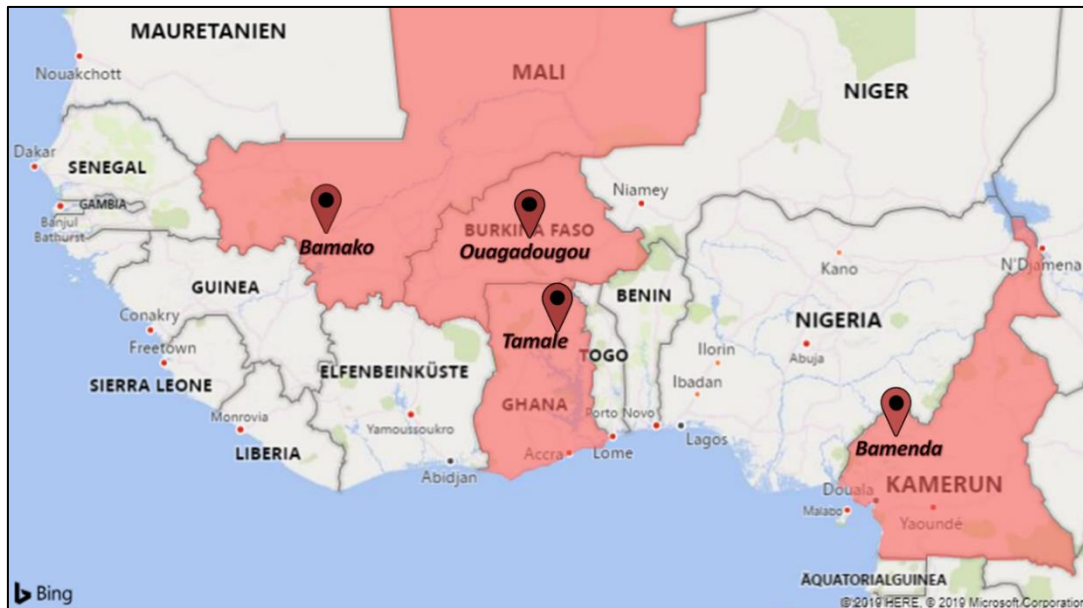 MAURETANIEN
Nouakchott
MALI
NIGER
Dakar
SENEGAL
GAMBIA
Banjul
Bathurst
Bamako
BURKINA FASO
Ouagadougou
Niamey
N'Djamena
Kano
GUINEA
BENIN
Conakry
Freetown
SIERRA LEONE
Tamale
TOGO
NIGERIA
Ilorin
Abuja
ELFENBEINKÜSTE
Ibadan
GHANA
Monrovia
Yamoussoukro
Porto Novo
LIBERIA
Accra
Lome
Lagos
Abidjan
Bamenda
KAMERUN
Douala
Malabo
Yaoundé
ÄQUATORIALGUINEA
Bing
© 2019 HERE, © 2019 Microsoft Corporation